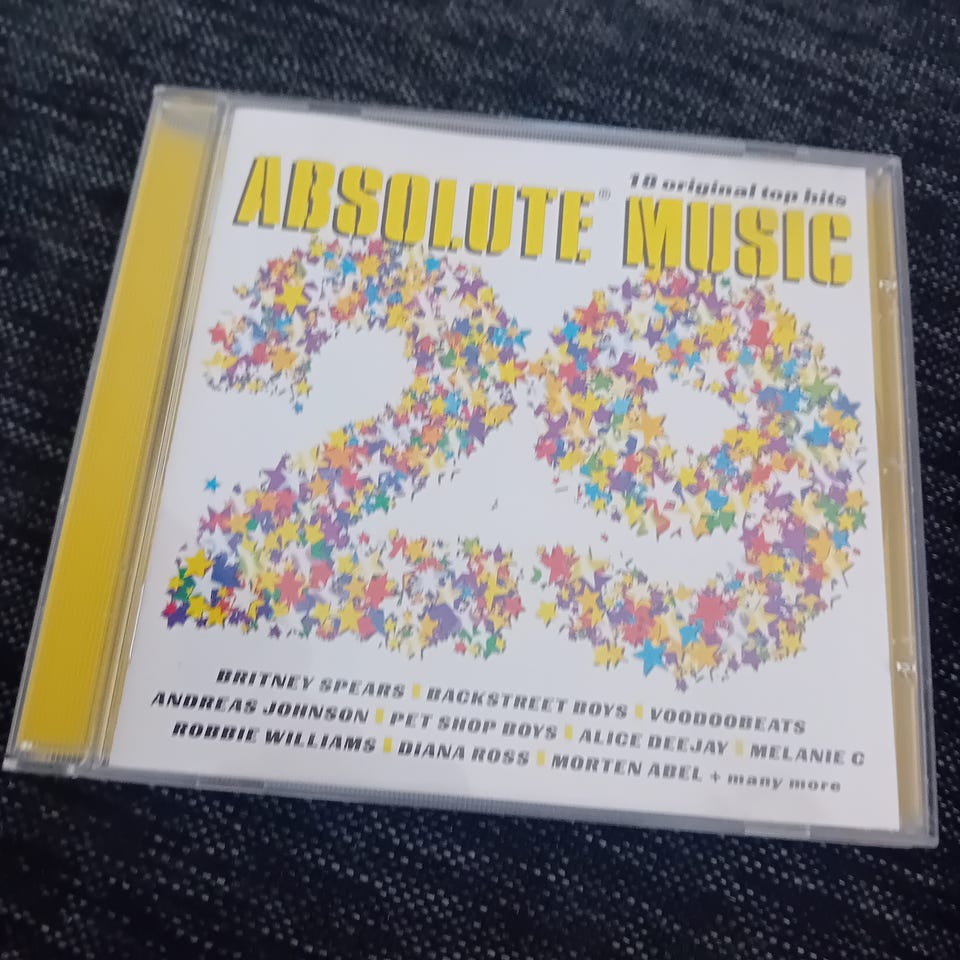 18 original top hits
ABSOLUTE® MUSIC
29
BRITNEY SPEARS BACKSTREET BOYS VOODOOBEATS
ANDREAS JOHNSON PET SHOP BOYS ALICE DEEJAY MELANIE C
ROBBIE WILLIAMS DIANA ROSS MORTEN ABEL + many more